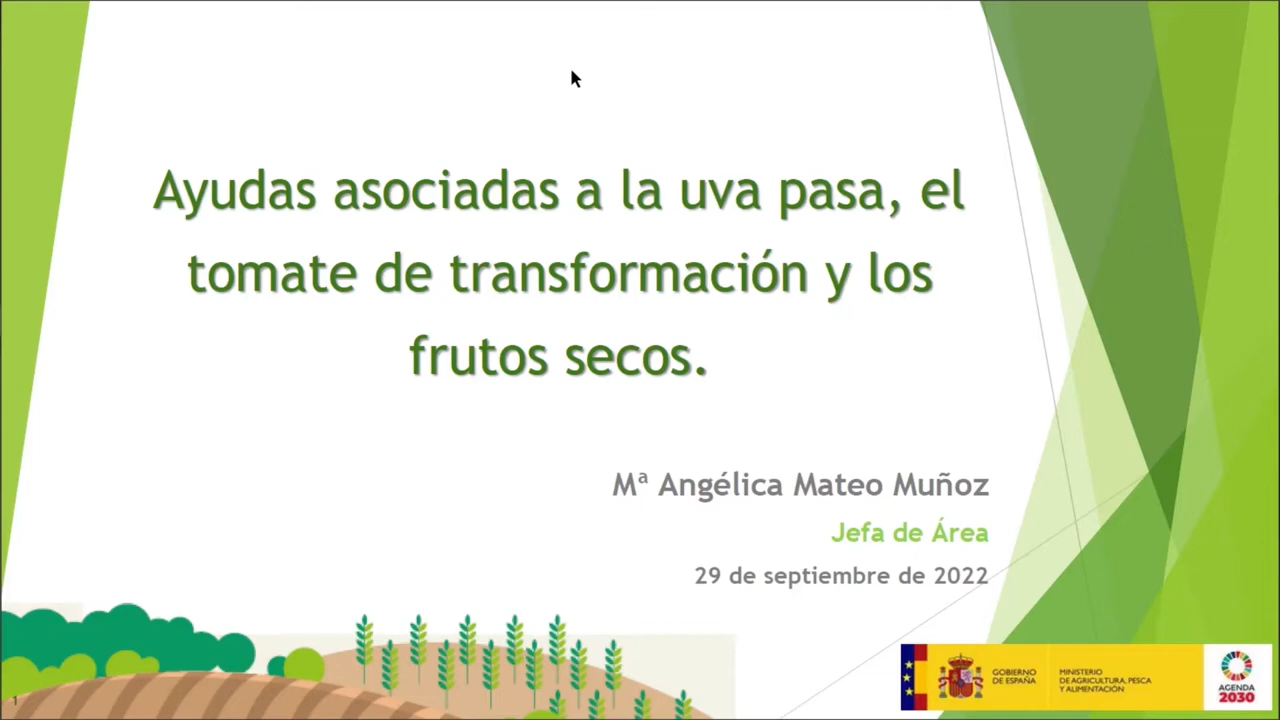 Ayudas asociadas a la uva pasa, el
tomate de transformación y los
frutos secos.
Mª Angélica Mateo Muñoz
Jefa de Área
29 de septiembre de 2022
GOBIERNO
DE ESPAÑA
MINISTERIO
DE AGRICULTURA, PESCA
Y ALIMENTACIÓN
AGENDA
2030